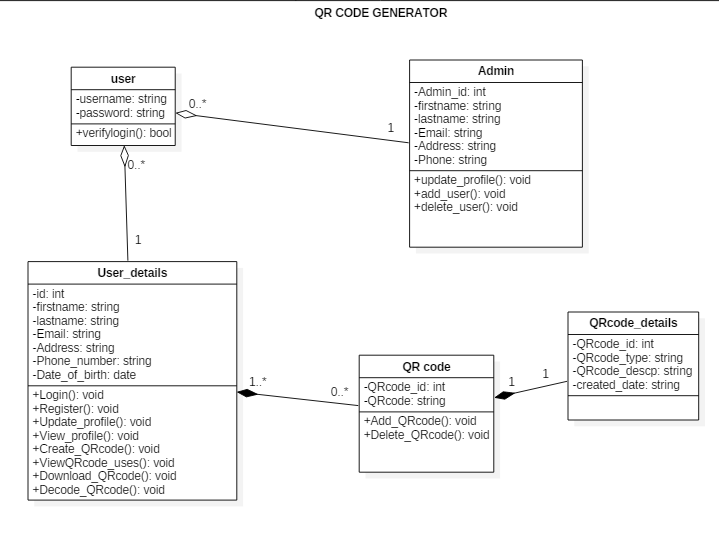 QR CODE GENERATOR
user
-username: string
-password: string
+verifylogin(): bool
0..*
1
Admin
-Admin_id: int
-firstname: string
-lastname: string
-Email: string
-Address: string
-Phone: string
+update_profile(): void
+add_user(): void
+delete_user(): void
0..*
1
User_details
-id: int
-firstname: string
-lastname: string
-Email: string
-Address: string
-Phone_number: string
-Date_of_birth: date
+Login(): void
+Register(): void
+Update_profile(): void
+View_profile(): void
+Create_QRcode(): void
+ViewQRcode_uses(): void
+Download_QRcode(): void
+Decode_QRcode(): void
1..*
0..*
QR code
-QRcode_id: int
-QRcode: string
+Add_QRcode(): void
+Delete_QRcode(): void
1
1
QRcode_details
-QRcode_id: int
-QRcode_type: string
-QRcode_descp: string
-created_date: string